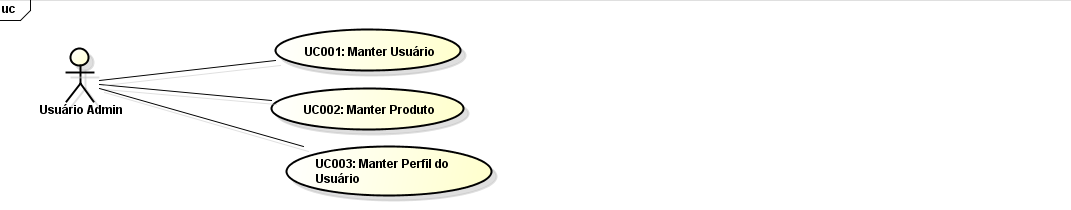 uc
UC001: Manter Usuário
UC002: Manter Produto
Usuário Admin
UC003: Manter Perfil do
Usuário